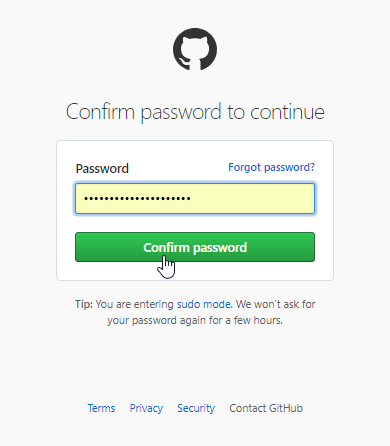 Confirm password to continue
Password Forgot password?
•••••••••••••••••••••
Confirm password
Tip: You are entering sudo mode. We won't ask for
your password again for a few hours.
Terms Privacy Security Contact GitHub